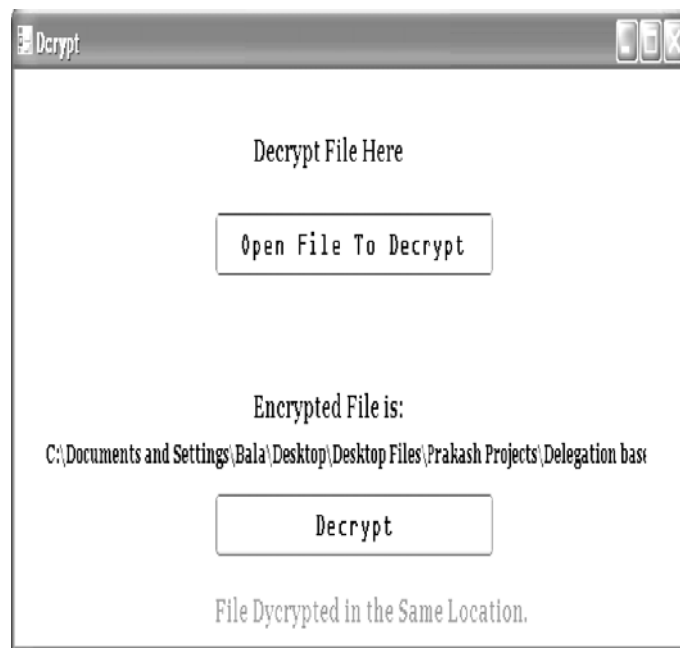 Dcrypt
Decrypt File Here
Open File To Decrypt
Encrypted File is:
C:\Documents and Settings\Bala\Desktop\Desktop Files\Prakash Projects\Delegation base
Decrypt
File Dycrypted in the Same Location.